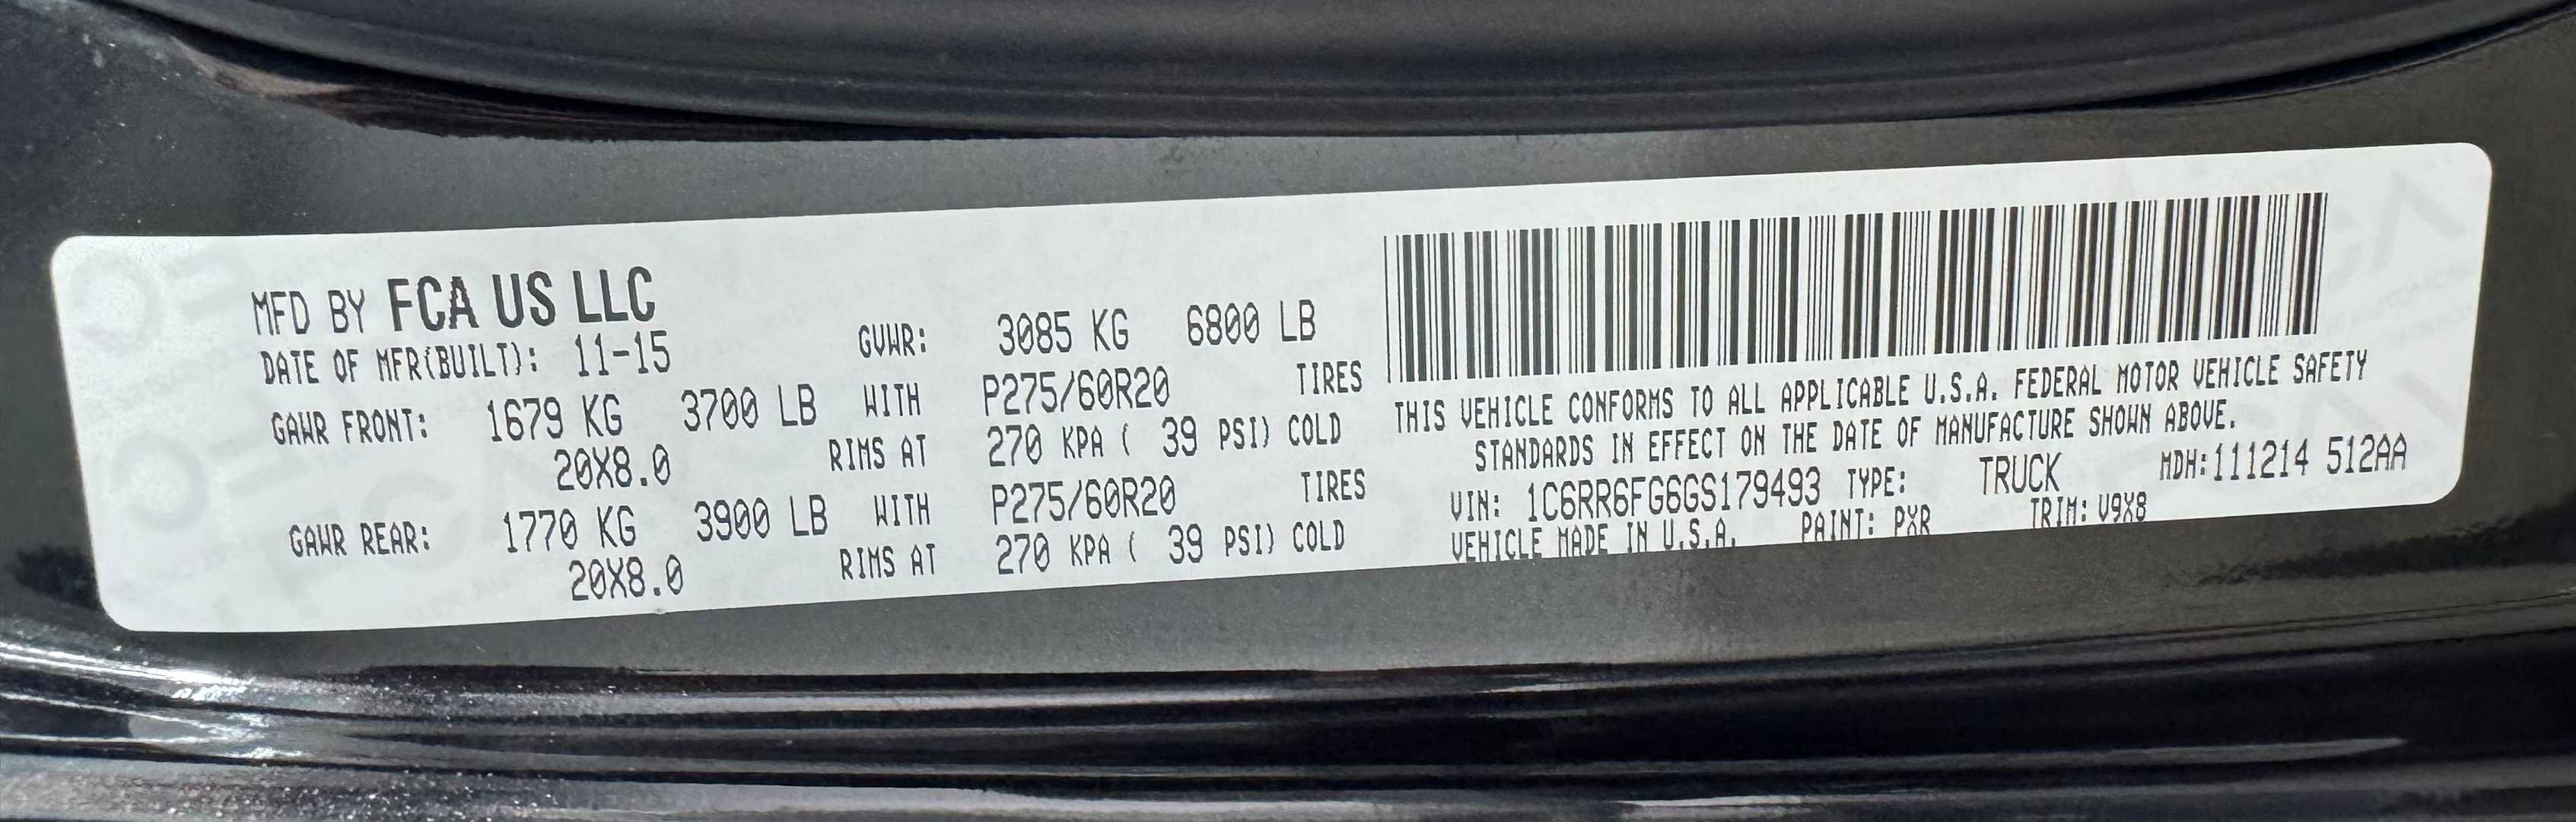 MFD BY FCA US LLC
DATE OF MFR(BUILT): 11-15 GVWR: 3085 KG 6800 LB
GAWR FRONT: 1679 KG 3700 LB WITH P275/60R20 TIRES
20X8.0 RIMS AT 270 KPA ( 39 PSI) COLD
GAWR REAR: 1770 KG 3900 LB WITH P275/60R20 TIRES
20X8.0 RIMS AT 270 KPA ( 39 PSI) COLD
THIS VEHICLE CONFORMS TO ALL APPLICABLE U.S.A. FEDERAL MOTOR VEHICLE SAFETY
STANDARDS IN EFFECT ON THE DATE OF MANUFACTURE SHOWN ABOVE.
MDH:111214 512AA
VIN: 1C6RR6FG6GS179493 TYPE: TRUCK
VEHICLE MADE IN U.S.A. PAINT: PXR TRIM: V9X8